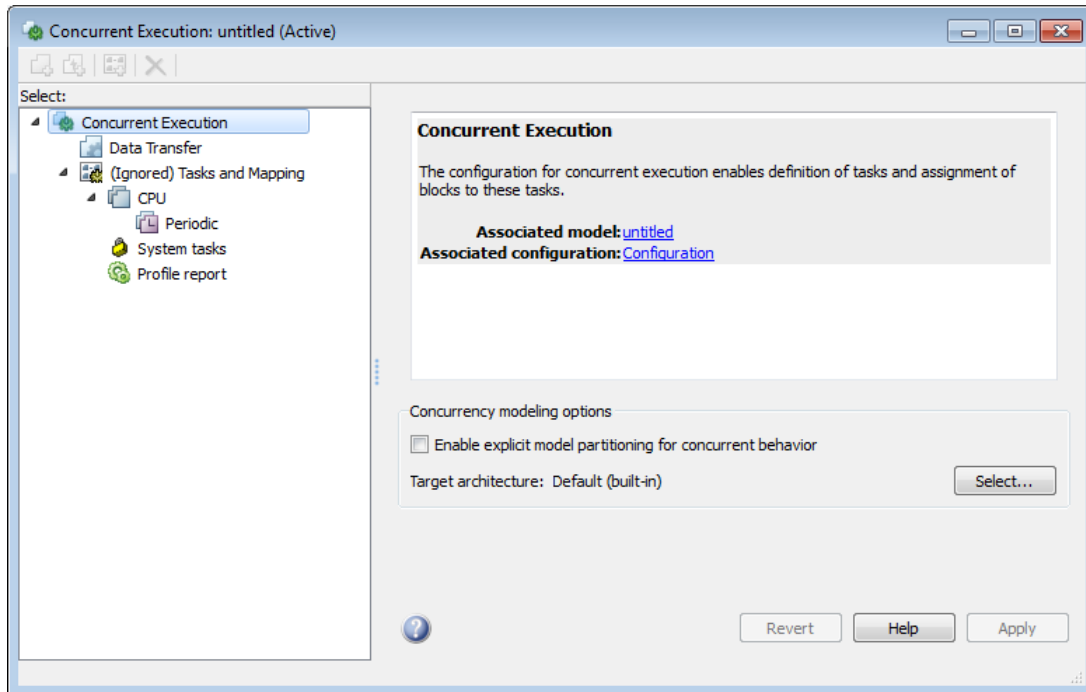 Concurrent Execution: untitled (Active)
Select:
Concurrent Execution
Data Transfer
(Ignored) Tasks and Mapping
CPU
Periodic
System tasks
Profile report
Concurrent Execution
The configuration for concurrent execution enables definition of tasks and assignment of
blocks to these tasks.
Associated model: untitled
Associated configuration: Configuration
Concurrency modeling options
Enable explicit model partitioning for concurrent behavior
Target architecture: Default (built-in)
Select...
Revert
Help
Apply